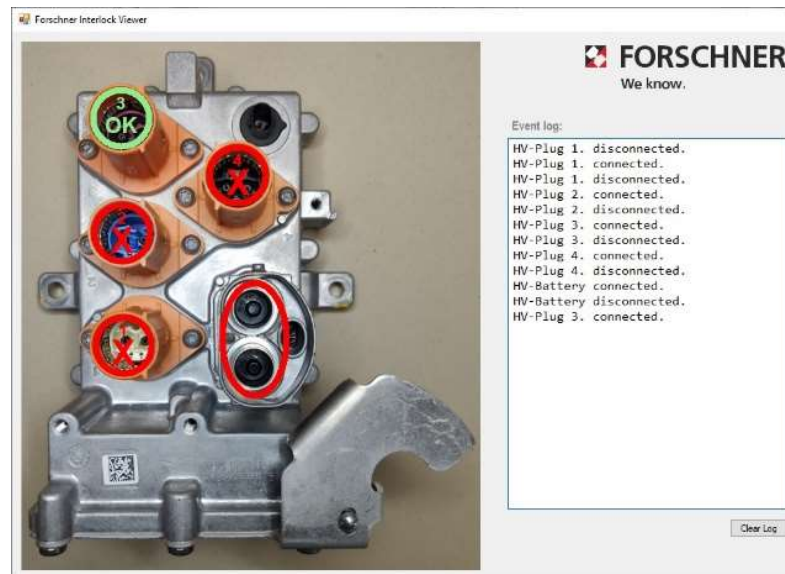 Forschner Interlock Viewer
FORSCHNER
We know.
3
OK
4
X
2
X
1
X
Event log:
HV-Plug 1. disconnected.
HV-Plug 1. connected.
HV-Plug 1. disconnected.
HV-Plug 2. connected.
HV-Plug 2. disconnected.
HV-Plug 3. connected.
HV-Plug 3. disconnected.
HV-Plug 4. connected.
HV-Plug 4. disconnected.
HV-Battery connected.
HV-Battery disconnected.
HV-Plug 3. connected.
Clear Log